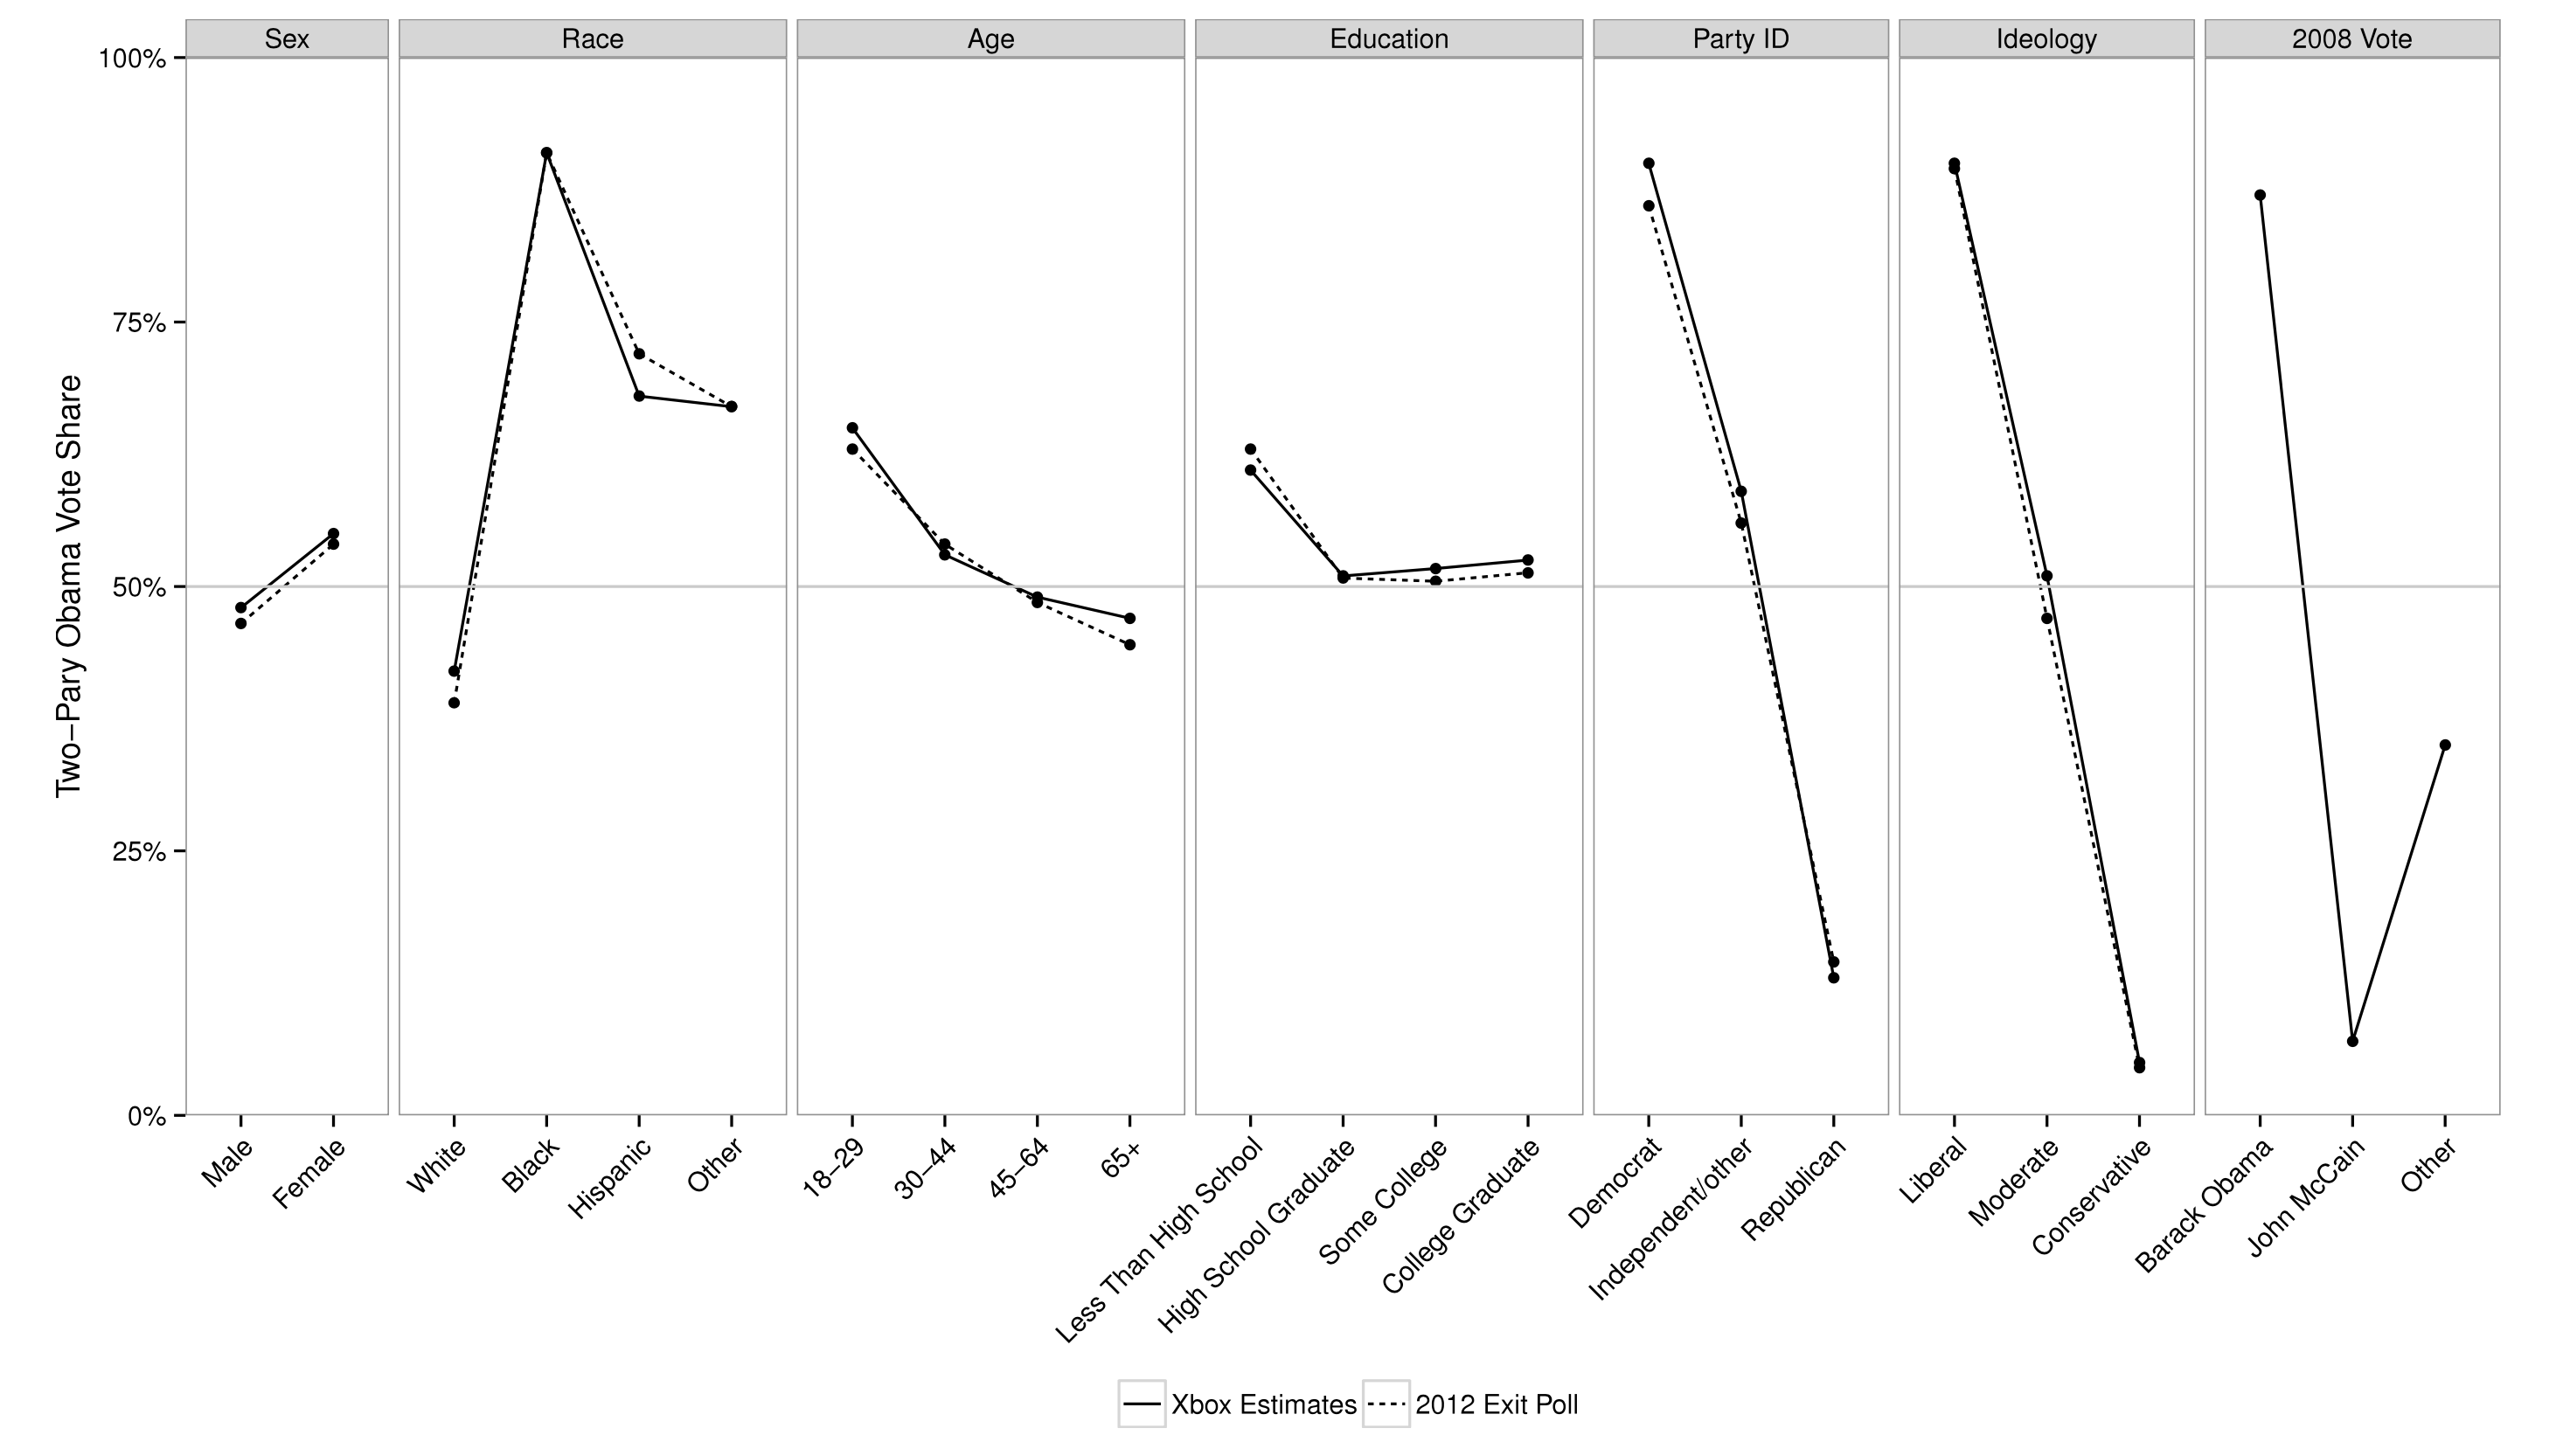 Sex
Race
Age
Education
Party ID
Ideology
2008 Vote
Two−Pary Obama Vote Share
100%
75%
50%
25%
0%
Male
Female
White
Black
Hispanic
Other
18−29
30−44
45−64
65+
Less Than High School
High School Graduate
Some College
College Graduate
Democrat
Independent/other
Republican
Liberal
Moderate
Conservative
Barack Obama
John McCain
Other
Xbox Estimates
2012 Exit Poll